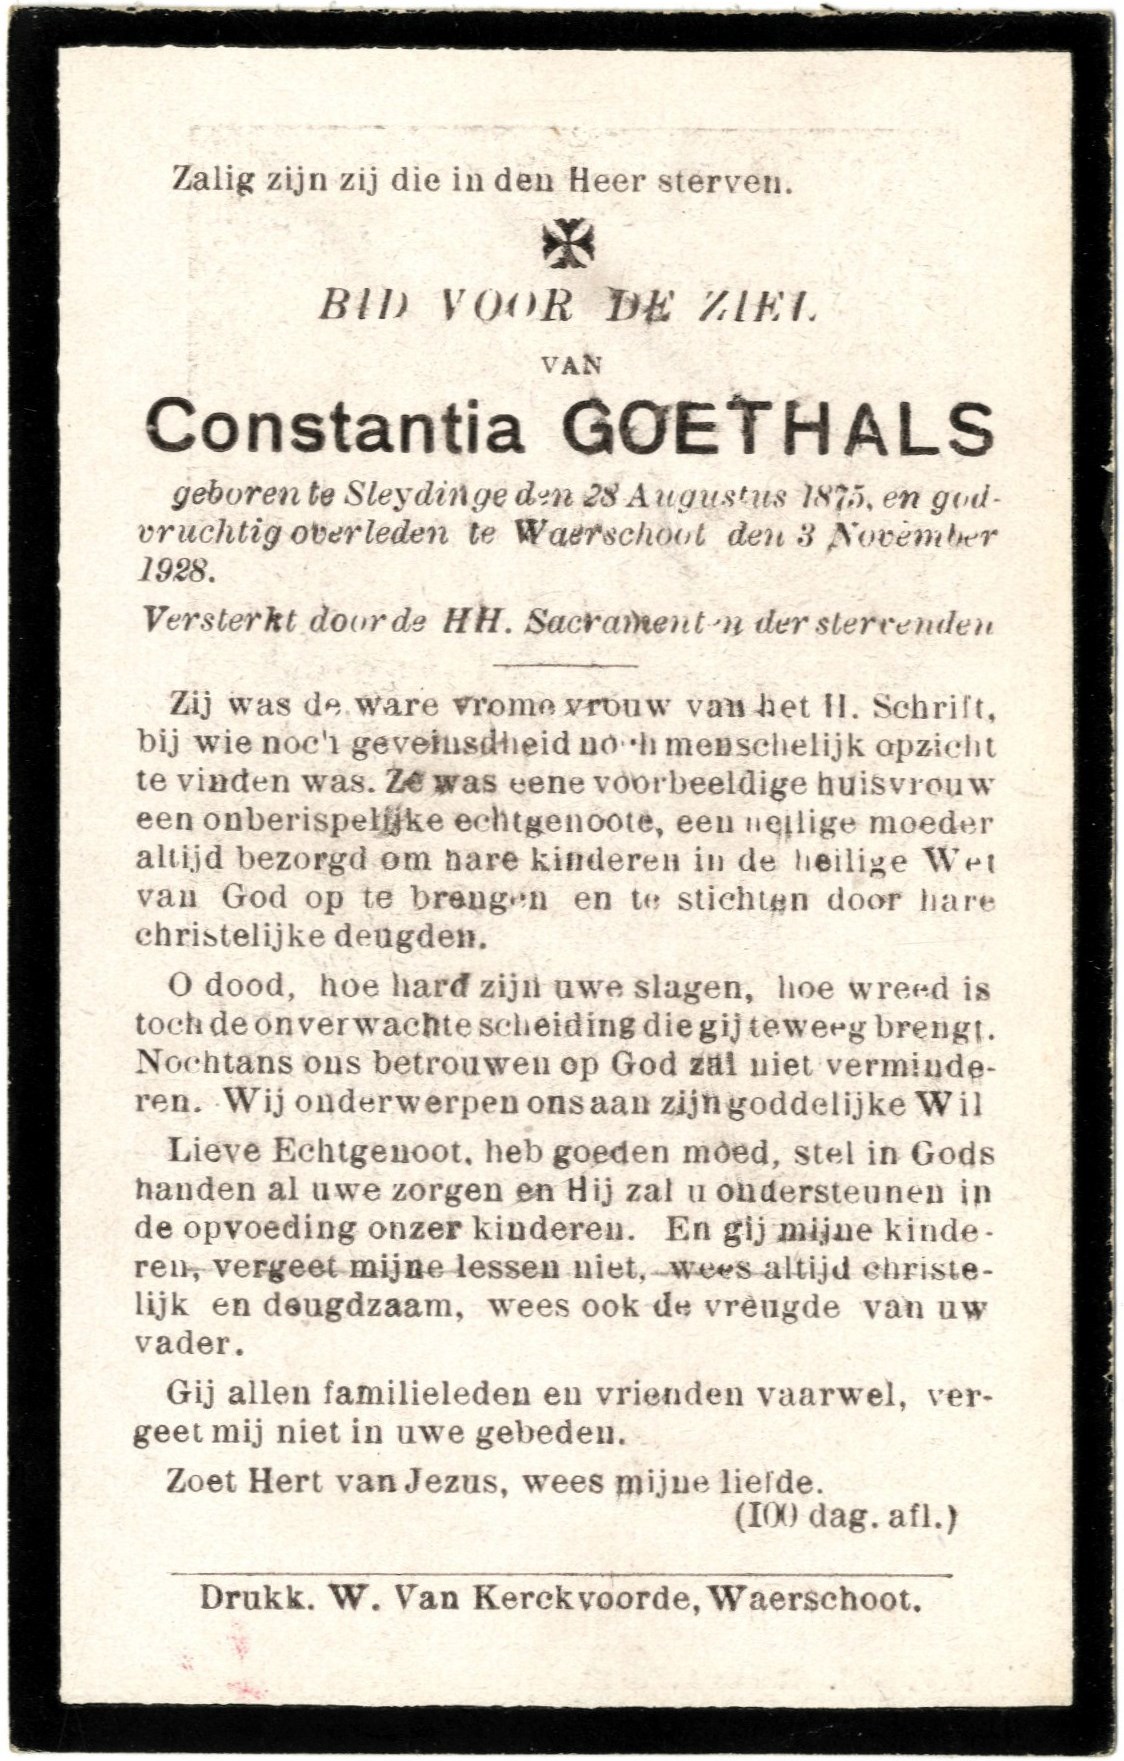 Zalig zijn zij die in den Heer sterven.
BID VOOR DE ZIEL
VAN
Constantia GOETHALS
geboren te Sleydinge den 28 Augustus 1875, en god-
vruchtig overleden te Waerschoot den 3 November
1928.
Versterkt door de HH. Sacramenten der stervenden
Zij was de ware vrome vrouw van het H. Schrift,
bij wie noch geveinsdheid noch menschelijk opzicht
te vinden was. Ze was eene voorbeeldige huisvrouw
een onberispelijke echtgenoote, een heilige moeder
altijd bezorgd om hare kinderen in de heilige Wet
van God op te brengen en te stichten door hare
christelijke deugden.
O dood, hoe hard zijn uwe slagen, hoe wreed is
toch de onverwachte scheiding die gij teweeg brengt.
Nochtans ons betrouwen op God zal niet verminde-
ren. Wij onderwerpen ons aan zijn goddelijke Wil
Lieve Echtgenoot, heb goeden moed, stel in Gods
handen al uwe zorgen en Hij zal u ondersteunen in
de opvoeding onzer kinderen. En gij mijne kinde-
ren, vergeet mijne lessen niet, wees altijd christe-
lijk en deugdzaam, wees ook de vreugde van uw
vader.
Gij allen familieleden en vrienden vaarwel, ver-
geet mij niet in uwe gebeden.
Zoet Hert van Jezus, wees mijne liefde.
(100 dag. afl.)
Drukk. W. Van Kerckvoorde, Waerschoot.